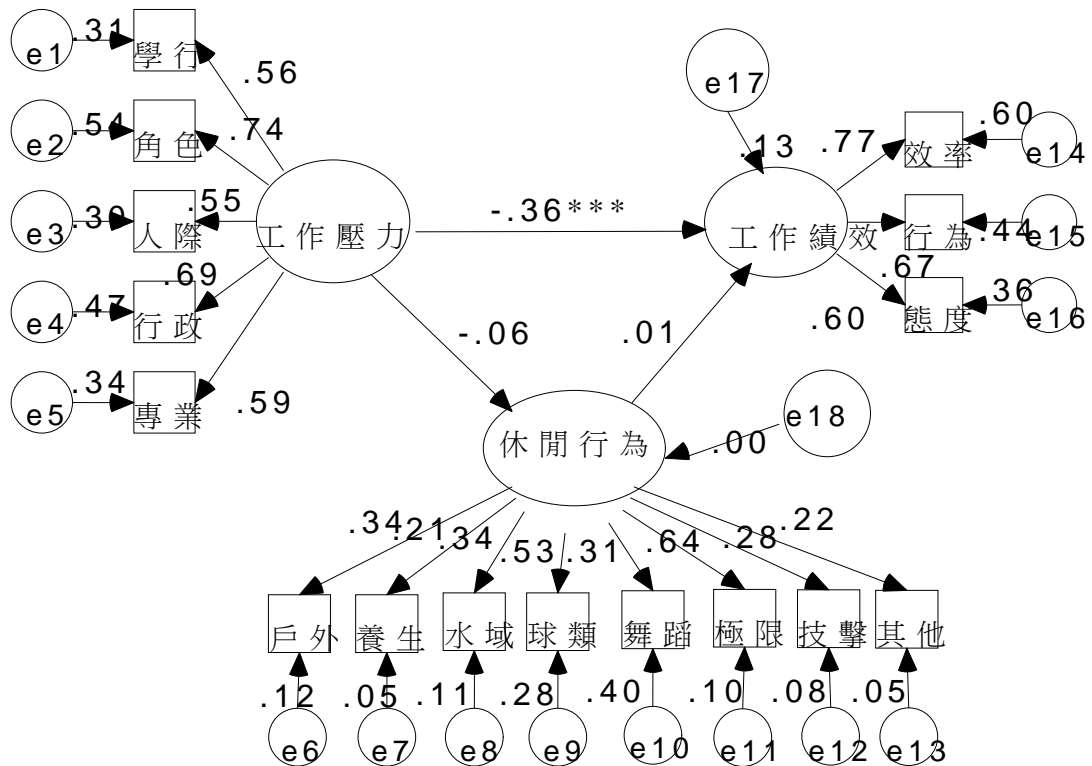 .31
e1
學行
.56
e17
.54
e2
角色
.74
.13
.77
.60
效率
e14
.30
e3
人際
.55
工作壓力
-.36***
工作績效
行為
.44
e15
.69
.67
.36
.47
e4
行政
-.06
.01
.60
態度
e16
.34
e5
專業
.59
休閒行為
.00
e18
.34
.21
.34
.53
.31
.64
.28
.22
戶外
養生
水域
球類
舞蹈
極限
技擊
其他
.12
.05
.11
.28
.40
.10
.08
.05
e6
e7
e8
e9
e10
e11
e12
e13